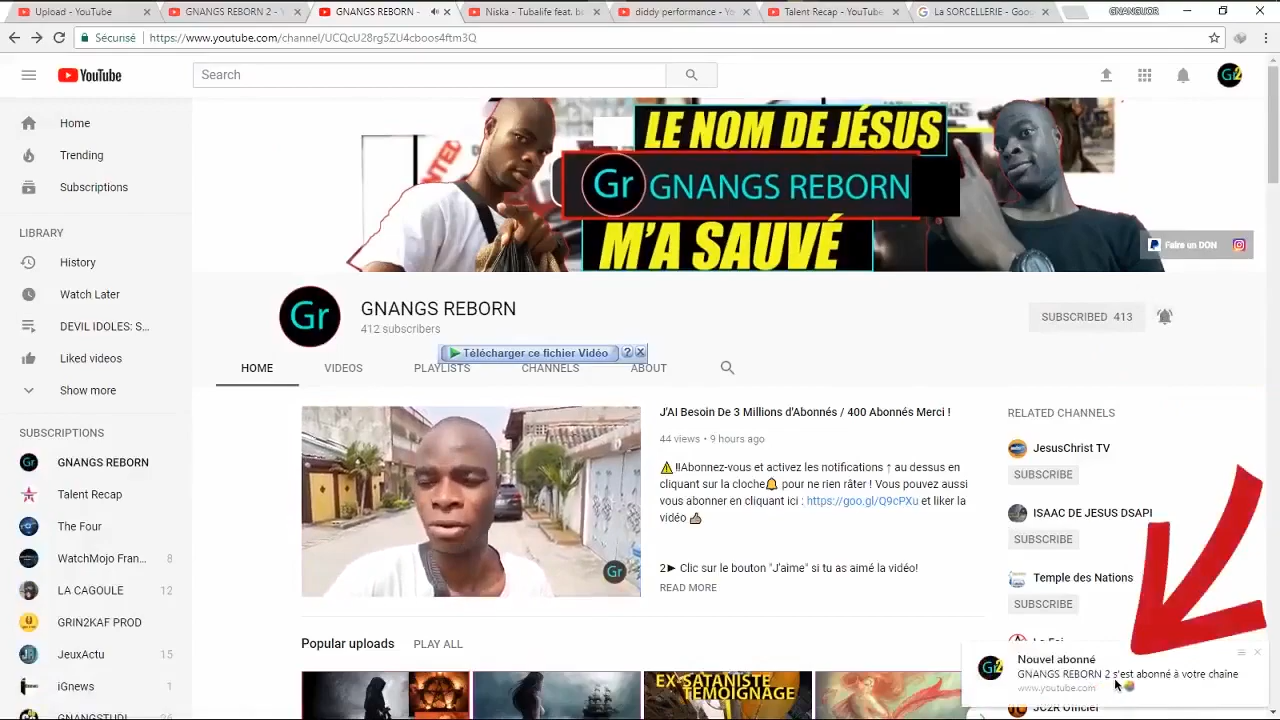 Upload - YouTube
GNANGS REBORN 2 - Y
GNANGS REBORN -
Niska - Tubalife feat. b
diddy performance - Yo
Talent Recap - YouTube
La SORCELLERIE - Goo
GNANGUOR
Sécurisé
https://www.youtube.com/channel/UCQcU28rg5ZU4cboos4ftm3Q
YouTube
Search
Gr2
Home
Trending
Subscriptions
LIBRARY
History
Watch Later
DEVIL IDOLES: S...
Liked videos
Show more
SUBSCRIPTIONS
GNANGS REBORN
Talent Recap
The Four
WatchMojo Fran... 8
LA CAGOULE 12
GRIN2KAF PROD
JeuxActu 15
iGnews 1
LE NOM DE JÉSUS
Gr GNANGS REBORN
M'A SAUVÉ
Faire un DON
Gr
GNANGS REBORN
412 subscribers
SUBSCRIBED 413
Télécharger ce fichier Vidéo ?
HOME VIDEOS PLAYLISTS CHANNELS ABOUT
J'AI Besoin De 3 Millions d'Abonnés / 400 Abonnés Merci !
44 views • 9 hours ago
⚠‼Abonnez-vous et activez les notifications ↑ au dessus en
cliquant sur la cloche🔔 pour ne rien râter ! Vous pouvez aussi
vous abonner en cliquant ici : https://goo.gl/Q9cPXu et liker la
vidéo 👍
2► Clic sur le bouton "J'aime" si tu as aimé la vidéo!
READ MORE
Gr
RELATED CHANNELS
JesusChrist TV
SUBSCRIBE
ISAAC DE JESUS DSAPI
SUBSCRIBE
Temple des Nations
SUBSCRIBE
Popular uploads PLAY ALL
EX-SATANISTE
TÉMOIGNAGE
Gr2
Nouvel abonné
GNANGS REBORN 2 s'est abonné à votre chaîne
www.youtube.com
JC2R Officiel